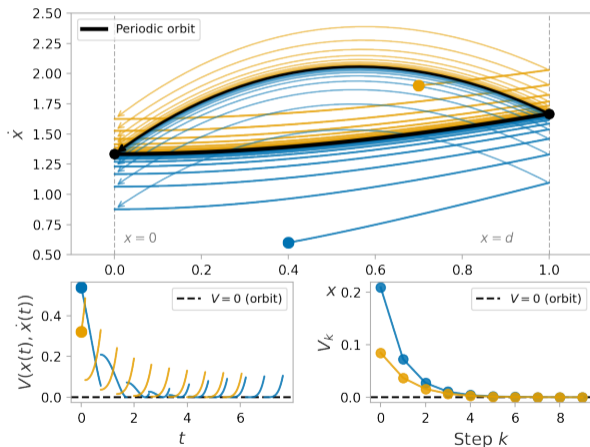 2.50
2.25
2.00
1.75
1.50
1.25
1.00
0.75
0.50
ẋ
Periodic orbit
x = 0
x = d
0.0
0.2
0.4
0.6
0.8
1.0
x
V(x(t), ẋ(t))
0.4
0.2
0.0
V = 0 (orbit)
0
2
4
6
t
V_k
0.2
0.1
0.0
V = 0 (orbit)
0
2
4
6
8
Step k